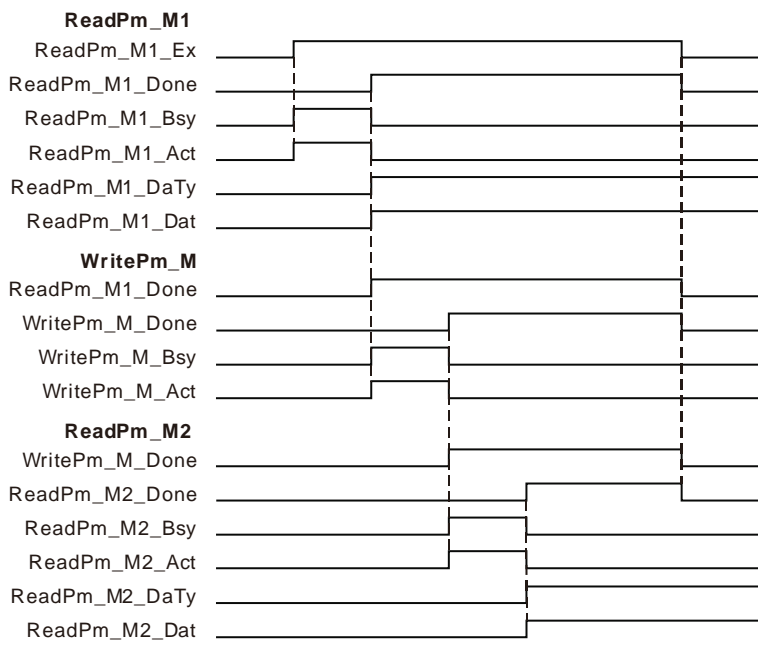 ReadPm_M1
ReadPm_M1_Ex
ReadPm_M1_Done
ReadPm_M1_Bsy
ReadPm_M1_Act
ReadPm_M1_DaTy
ReadPm_M1_Dat
WritePm_M
ReadPm_M1_Done
WritePm_M_Done
WritePm_M_Bsy
WritePm_M_Act
ReadPm_M2
WritePm_M_Done
ReadPm_M2_Done
ReadPm_M2_Bsy
ReadPm_M2_Act
ReadPm_M2_DaTy
ReadPm_M2_Dat